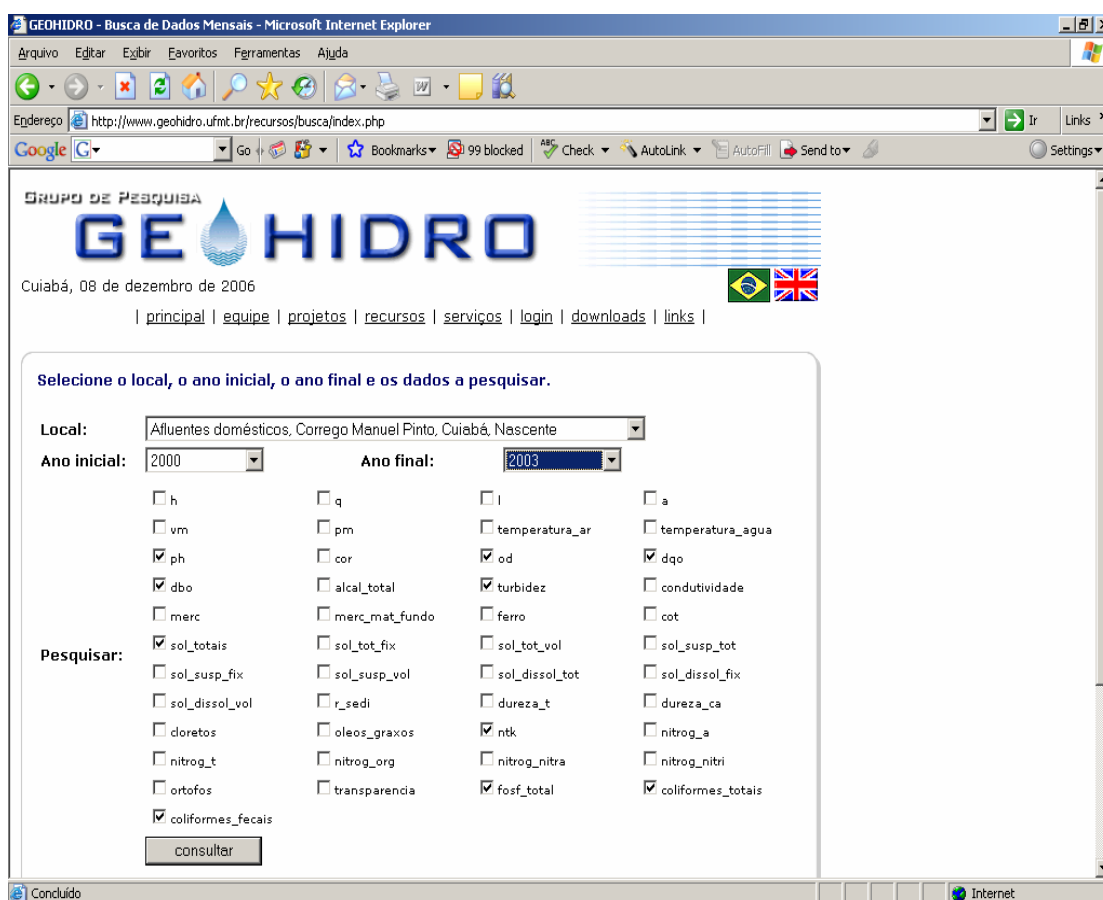 GEOHIDRO - Busca de Dados Mensais - Microsoft Internet Explorer
Arquivo Editar Exibir Favoritos Ferramentas Ajuda
Endereço http://www.geohidro.ufmt.br/recursos/busca/index.php Ir Links
Google G Go Bookmarks 99 blocked ABC Check AutoLink AutoFill Send to Settings
GRUPO DE PESQUISA
GEOHIDRO
Cuiabá, 08 de dezembro de 2006
| principal | equipe | projetos | recursos | serviços | login | downloads | links |
Selecione o local, o ano inicial, o ano final e os dados a pesquisar.
Local: Afluentes domésticos, Corrego Manuel Pinto, Cuiabá, Nascente
Ano inicial: 2000 Ano final: 2003
h q l a
vm pm temperatura_ar temperatura_agua
ph cor od dqo
dbo alcal_total turbidez condutividade
merc merc_mat_fundo ferro cot
Pesquisar: sol_totais sol_tot_fix sol_tot_vol sol_susp_tot
sol_susp_fix sol_susp_vol sol_dissol_tot sol_dissol_fix
sol_dissol_vol r_sedi dureza_t dureza_ca
cloretos oleos_graxos ntk nitrog_a
nitrog_t nitrog_org nitrog_nitra nitrog_nitri
ortofos transparencia fosf_total coliformes_totais
coliformes_fecais
consultar
Concluído Internet